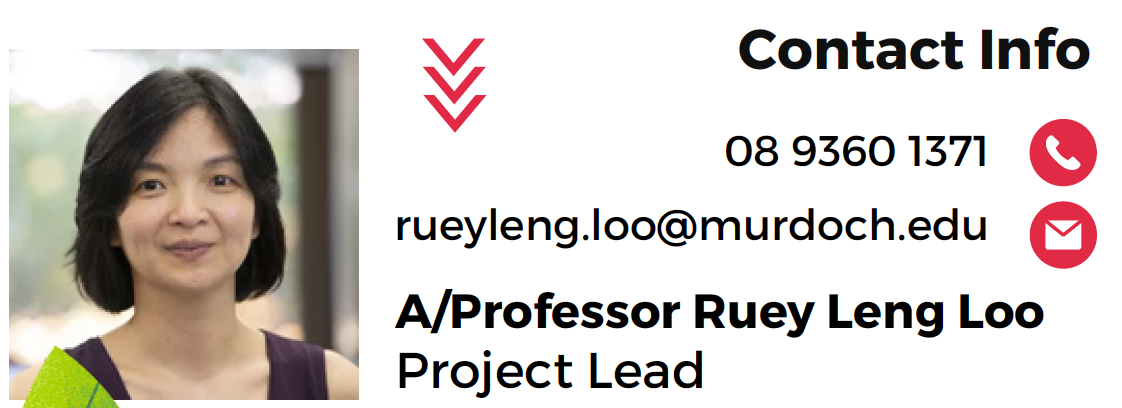 Contact Info
08 9360 1371
rueyleng.loo@murdoch.edu
A/Professor Ruey Leng Loo
Project Lead